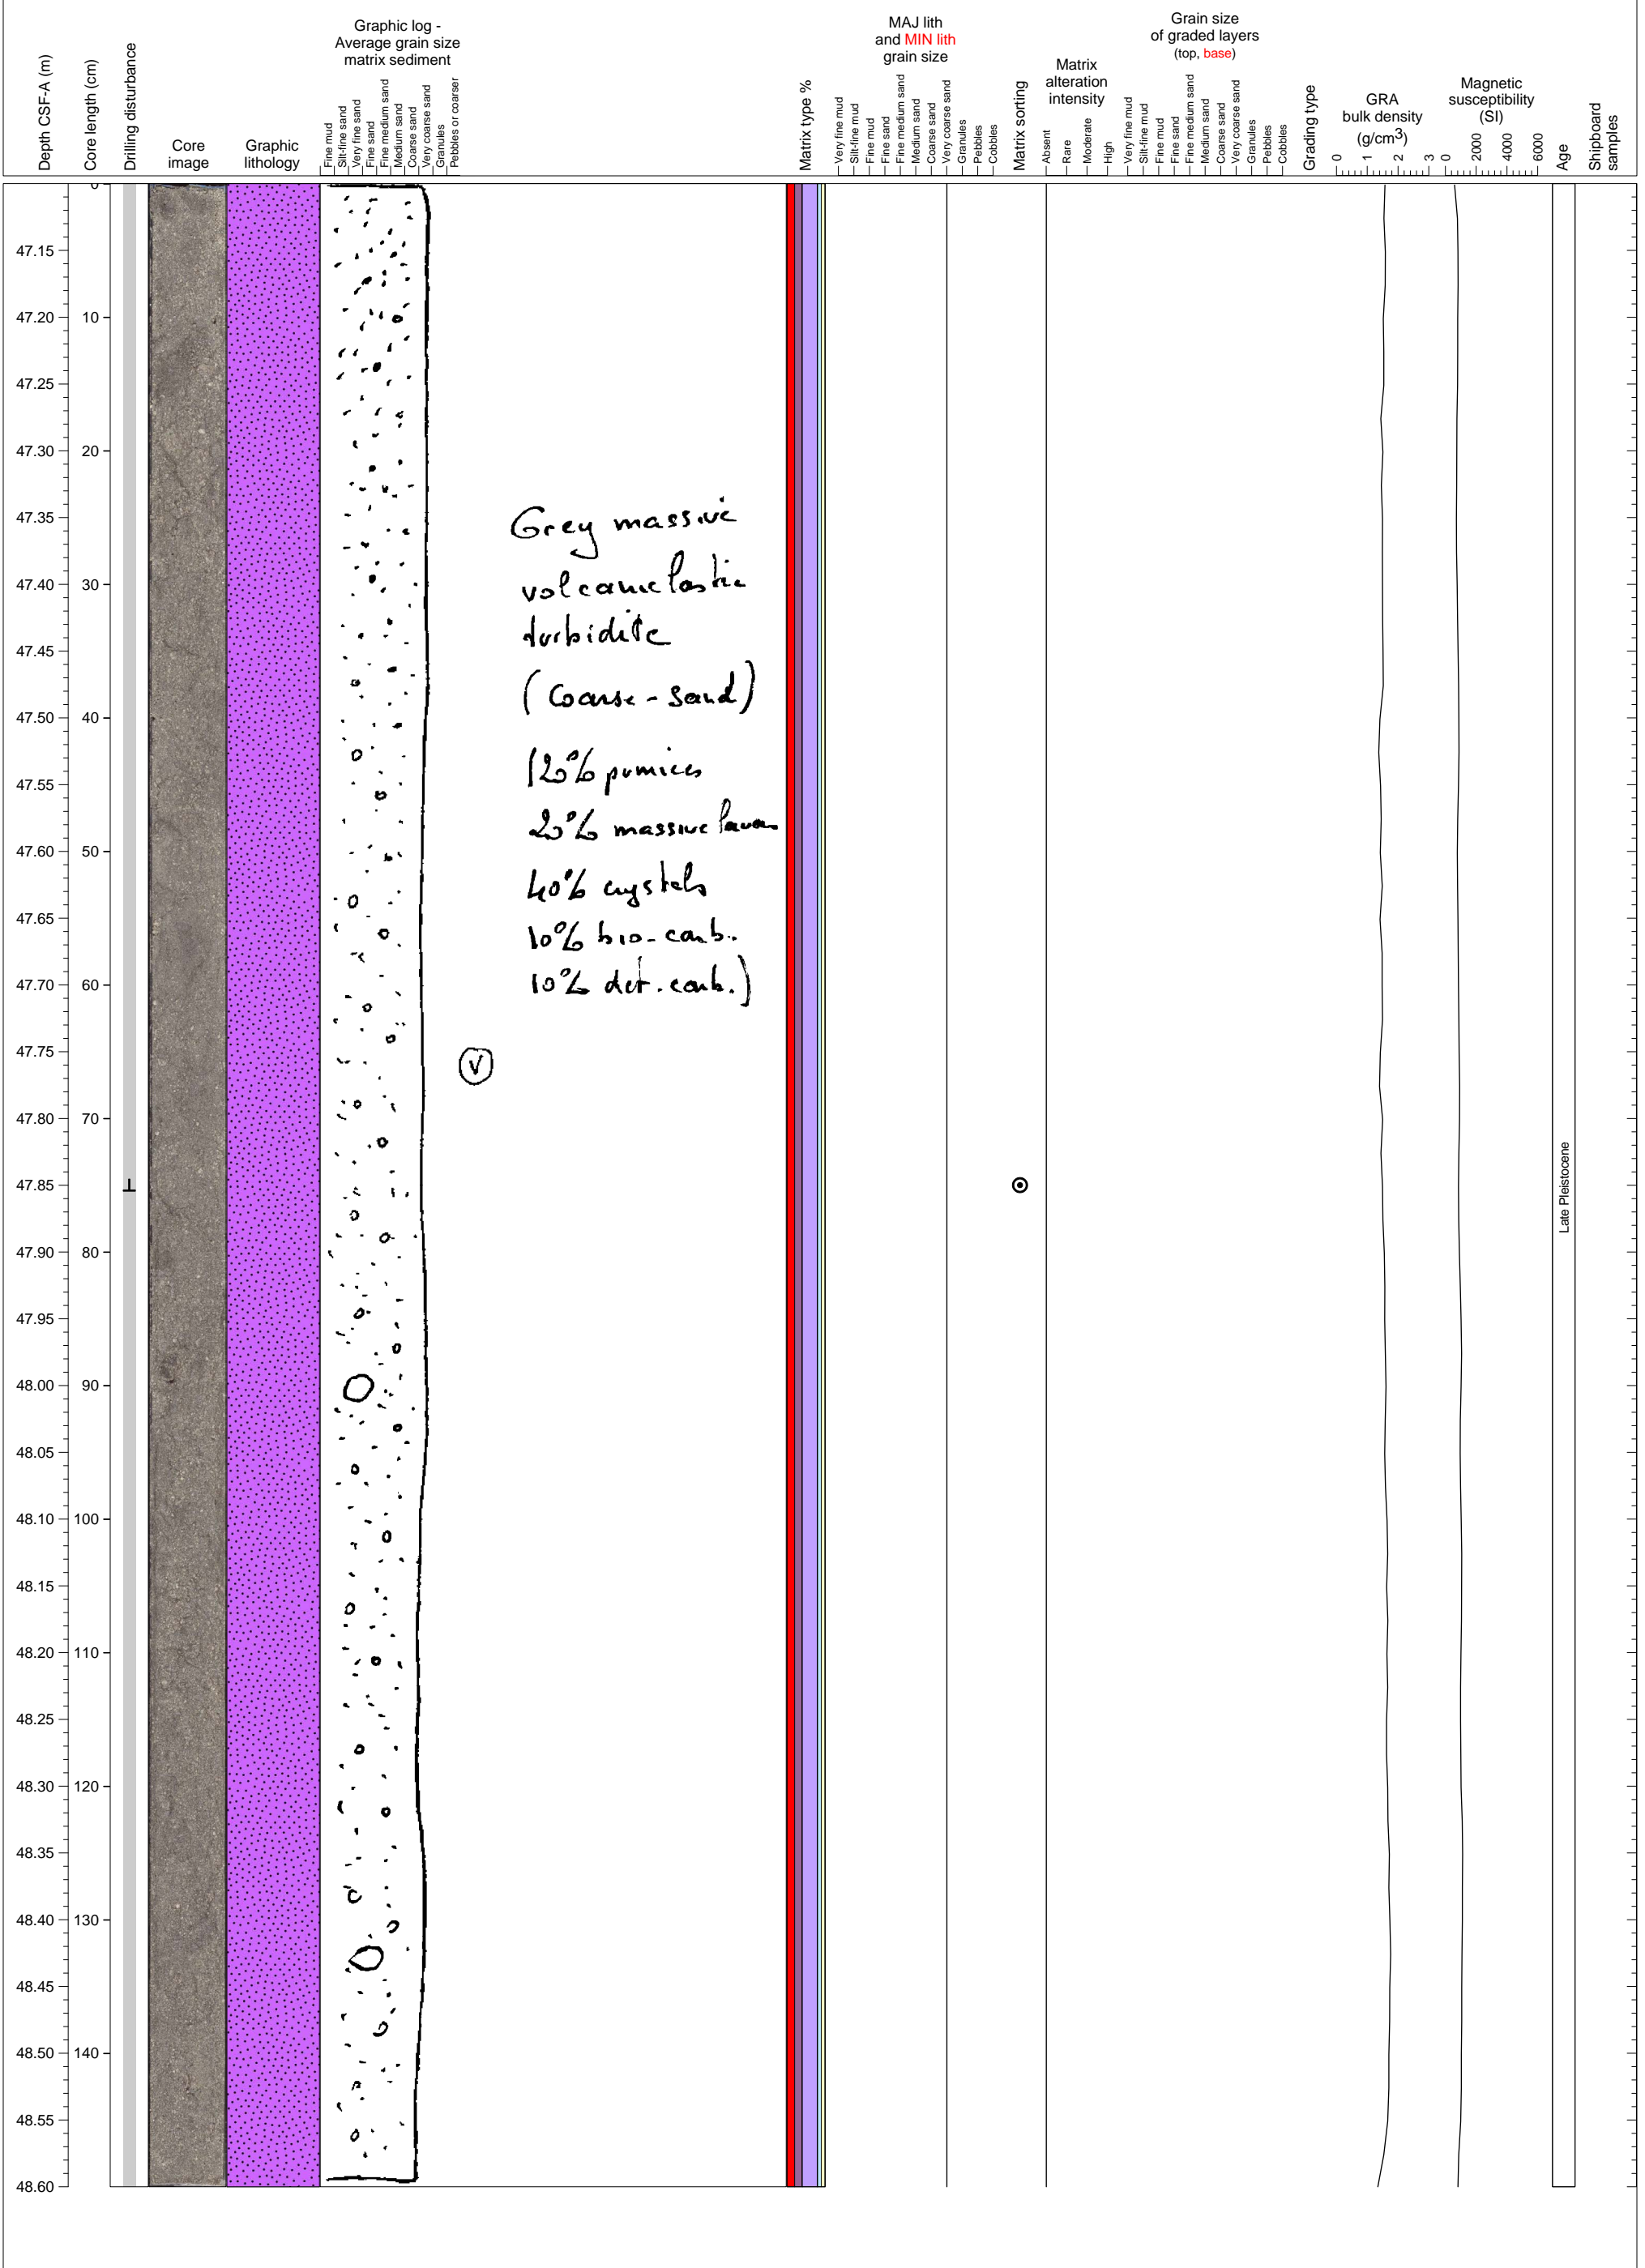 Graphic log -
Average grain size
matrix sediment
MAJ lith
and MIN lith
grain size
Grain size
of graded layers
(top, base)
Matrix
alteration
intensity
GRA
bulk density
(g/cm3)
Magnetic
susceptibility
(SI)
Depth CSF-A (m)
Core length (cm)
Drilling disturbance
Core
image
Graphic
lithology
Fine mud
Silt-fine sand
Very fine sand
Fine sand
Fine medium sand
Medium sand
Coarse sand
Very coarse sand
Granules
Pebbles or coarser
Matrix type %
Very fine mud
Silt-fine mud
Fine mud
Fine sand
Fine medium sand
Medium sand
Coarse sand
Very coarse sand
Granules
Pebbles
Cobbles
Matrix sorting
Absent
Rare
Moderate
High
Very fine mud
Silt-fine mud
Fine mud
Fine sand
Fine medium sand
Medium sand
Coarse sand
Very coarse sand
Granules
Pebbles
Cobbles
Grading type
0 1 2 3
0 2000 4000 6000
Age
Shipboard
samples
0
47.15
47.20 10
47.25
47.30 20
47.35
Grey massive
47.40 30
volcaniclastic
turbidite
47.45
(coarse-sand)
47.50 40
47.55
(20% pumices
20% massive lavas
47.60 50
40% crystals
47.65
10% bio-carb.
47.70 60
10% det.carb.)
47.75
V
47.80 70
47.85
Late Pleistocene
47.90 80
47.95
48.00 90
48.05
48.10 100
48.15
48.20 110
48.25
48.30 120
48.35
48.40 130
48.45
48.50 140
48.55
48.60